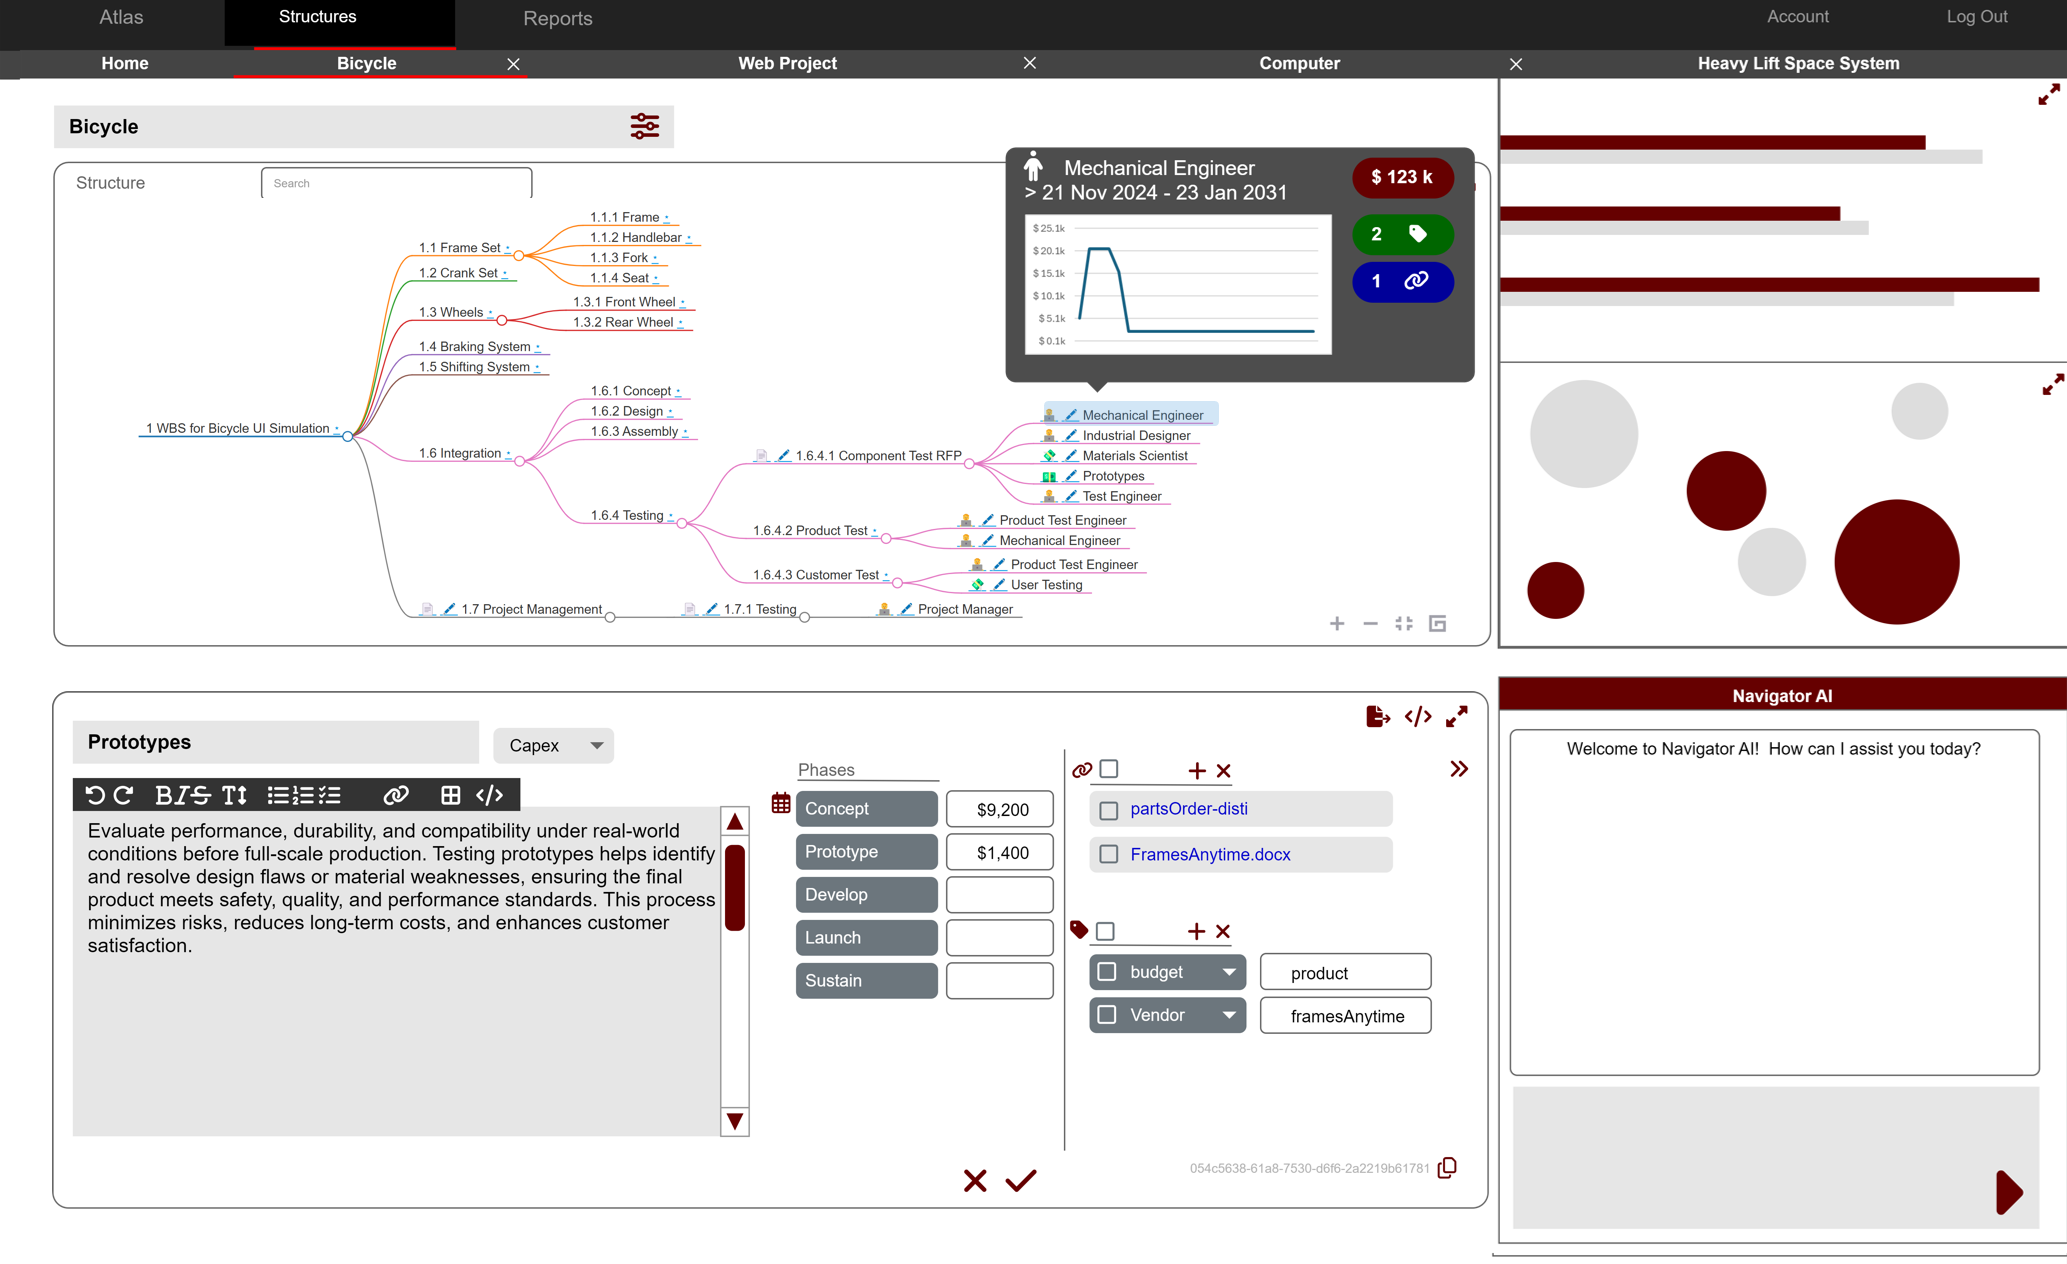 Atlas
Structures
Reports
Account
Log Out
Home
Bicycle
Web Project
Computer
Heavy Lift Space System
Bicycle
Structure
Search
Mechanical Engineer
> 21 Nov 2024 - 23 Jan 2031
$ 123 k
2
1
$ 25.1k
$ 20.1k
$ 15.1k
$ 10.1k
$ 5.1k
$ 0.1k
1 WBS for Bicycle UI Simulation
1.1 Frame Set
1.1.1 Frame
1.1.2 Handlebar
1.1.3 Fork
1.1.4 Seat
1.2 Crank Set
1.3 Wheels
1.3.1 Front Wheel
1.3.2 Rear Wheel
1.4 Braking System
1.5 Shifting System
1.6 Integration
1.6.1 Concept
1.6.2 Design
1.6.3 Assembly
1.6.4 Testing
1.6.4.1 Component Test RFP
Mechanical Engineer
Industrial Designer
Materials Scientist
Prototypes
Test Engineer
1.6.4.2 Product Test
Product Test Engineer
Mechanical Engineer
1.6.4.3 Customer Test
Product Test Engineer
User Testing
1.7 Project Management
1.7.1 Testing
Project Manager
Prototypes
Capex
Evaluate performance, durability, and compatibility under real-world
conditions before full-scale production. Testing prototypes helps identify
and resolve design flaws or material weaknesses, ensuring the final
product meets safety, quality, and performance standards. This process
minimizes risks, reduces long-term costs, and enhances customer
satisfaction.
Phases
Concept
$9,200
Prototype
$1,400
Develop
Launch
Sustain
partsOrder-disti
FramesAnytime.docx
budget
product
Vendor
framesAnytime
054c5638-61a8-7530-d6f6-2a2219b61781
Navigator AI
Welcome to Navigator AI!  How can I assist you today?